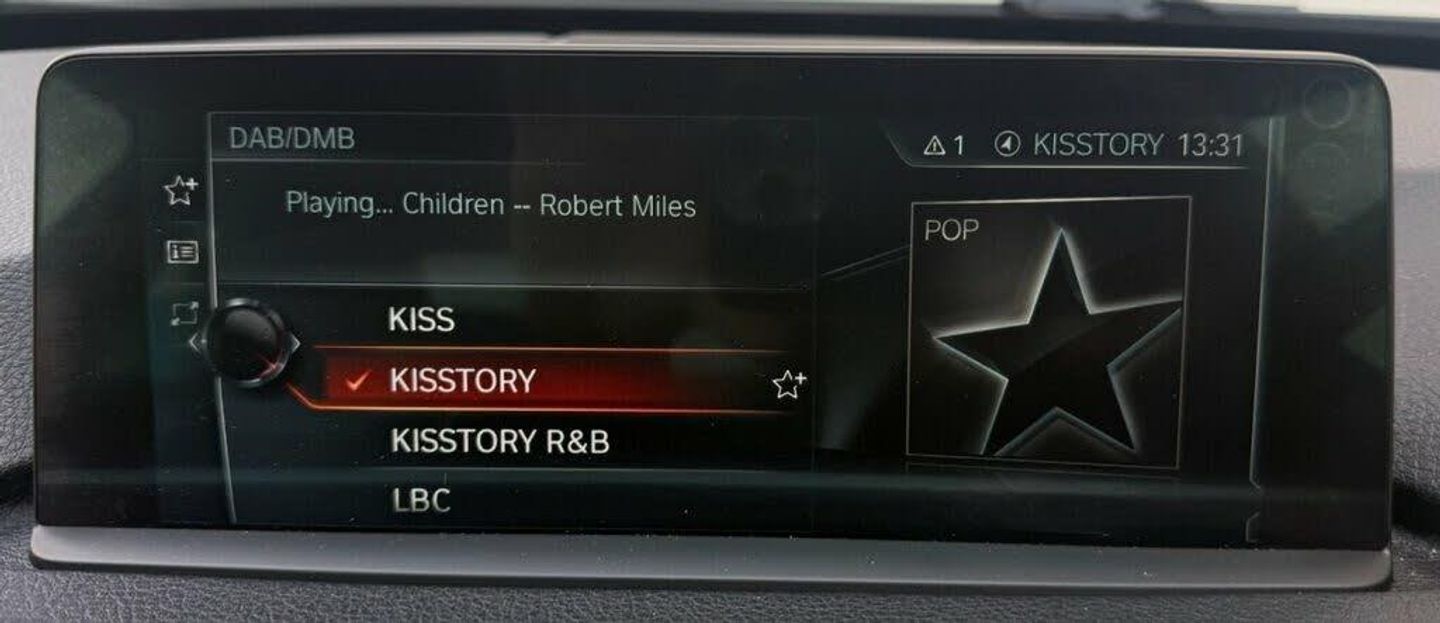 DAB/DMB
1 KISSTORY 13:31
Playing... Children -- Robert Miles
POP
KISS
KISSTORY
KISSTORY R&B
LBC